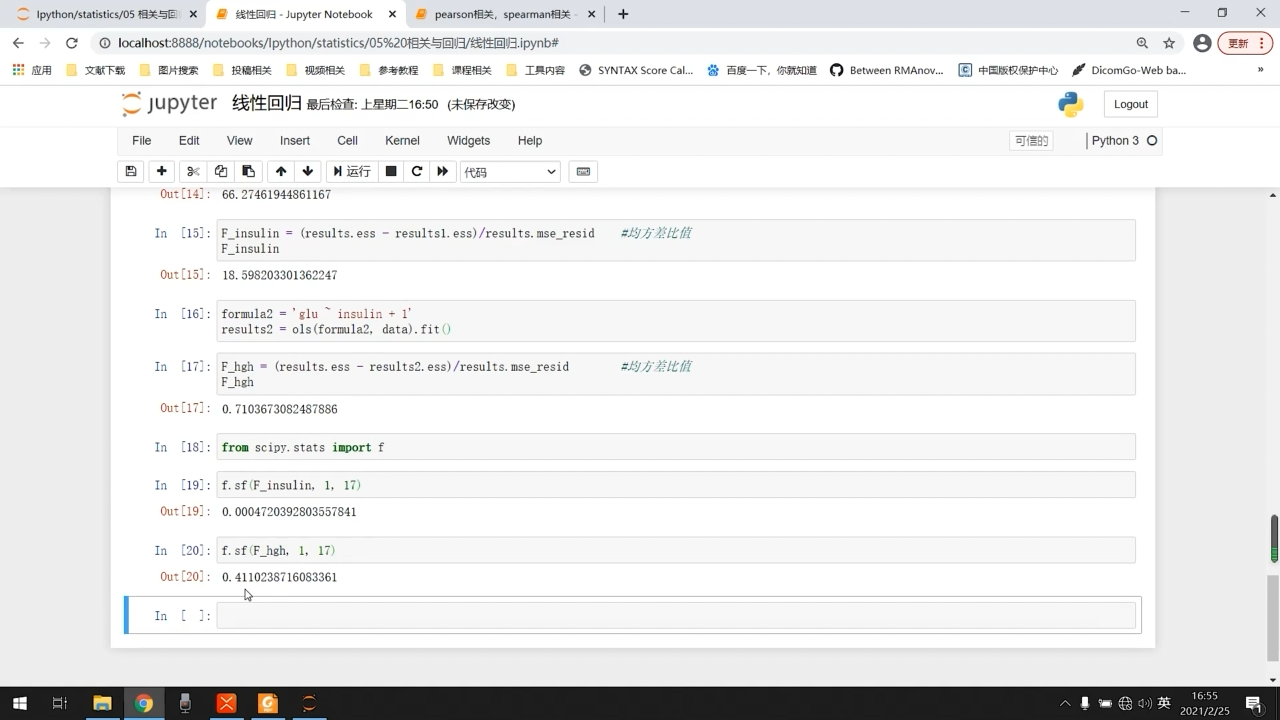 Ipython/statistics/05 相关与回
线性回归 - Jupyter Notebook
pearson相关，spearman相关 -
localhost:8888/notebooks/Ipython/statistics/05%20相关与回归/线性回归.ipynb#
更新
应用 文献下载 图片搜索 投稿相关 视频相关 参考教程 课程相关 工具内容 SYNTAX Score Cal... 百度一下，你就知道 Between RMAnov... 中国版权保护中心 DicomGo-Web ba... »
jupyter 线性回归 最后检查: 上星期二16:50 (未保存改变)
Logout
File Edit View Insert Cell Kernel Widgets Help
可信的 Python 3
运行 代码
Out[14]: 66.27461944861167
In [15]: F_insulin = (results.ess - results1.ess)/results.mse_resid #均方差比值
F_insulin
Out[15]: 18.598203301362247
In [16]: formula2 = 'glu ~ insulin + 1'
results2 = ols(formula2, data).fit()
In [17]: F_hgh = (results.ess - results2.ess)/results.mse_resid #均方差比值
F_hgh
Out[17]: 0.7103673082487886
In [18]: from scipy.stats import f
In [19]: f.sf(F_insulin, 1, 17)
Out[19]: 0.0004720392803557841
In [20]: f.sf(F_hgh, 1, 17)
Out[20]: 0.4110238716083361
In [ ]:
英
16:55
2021/2/25
1